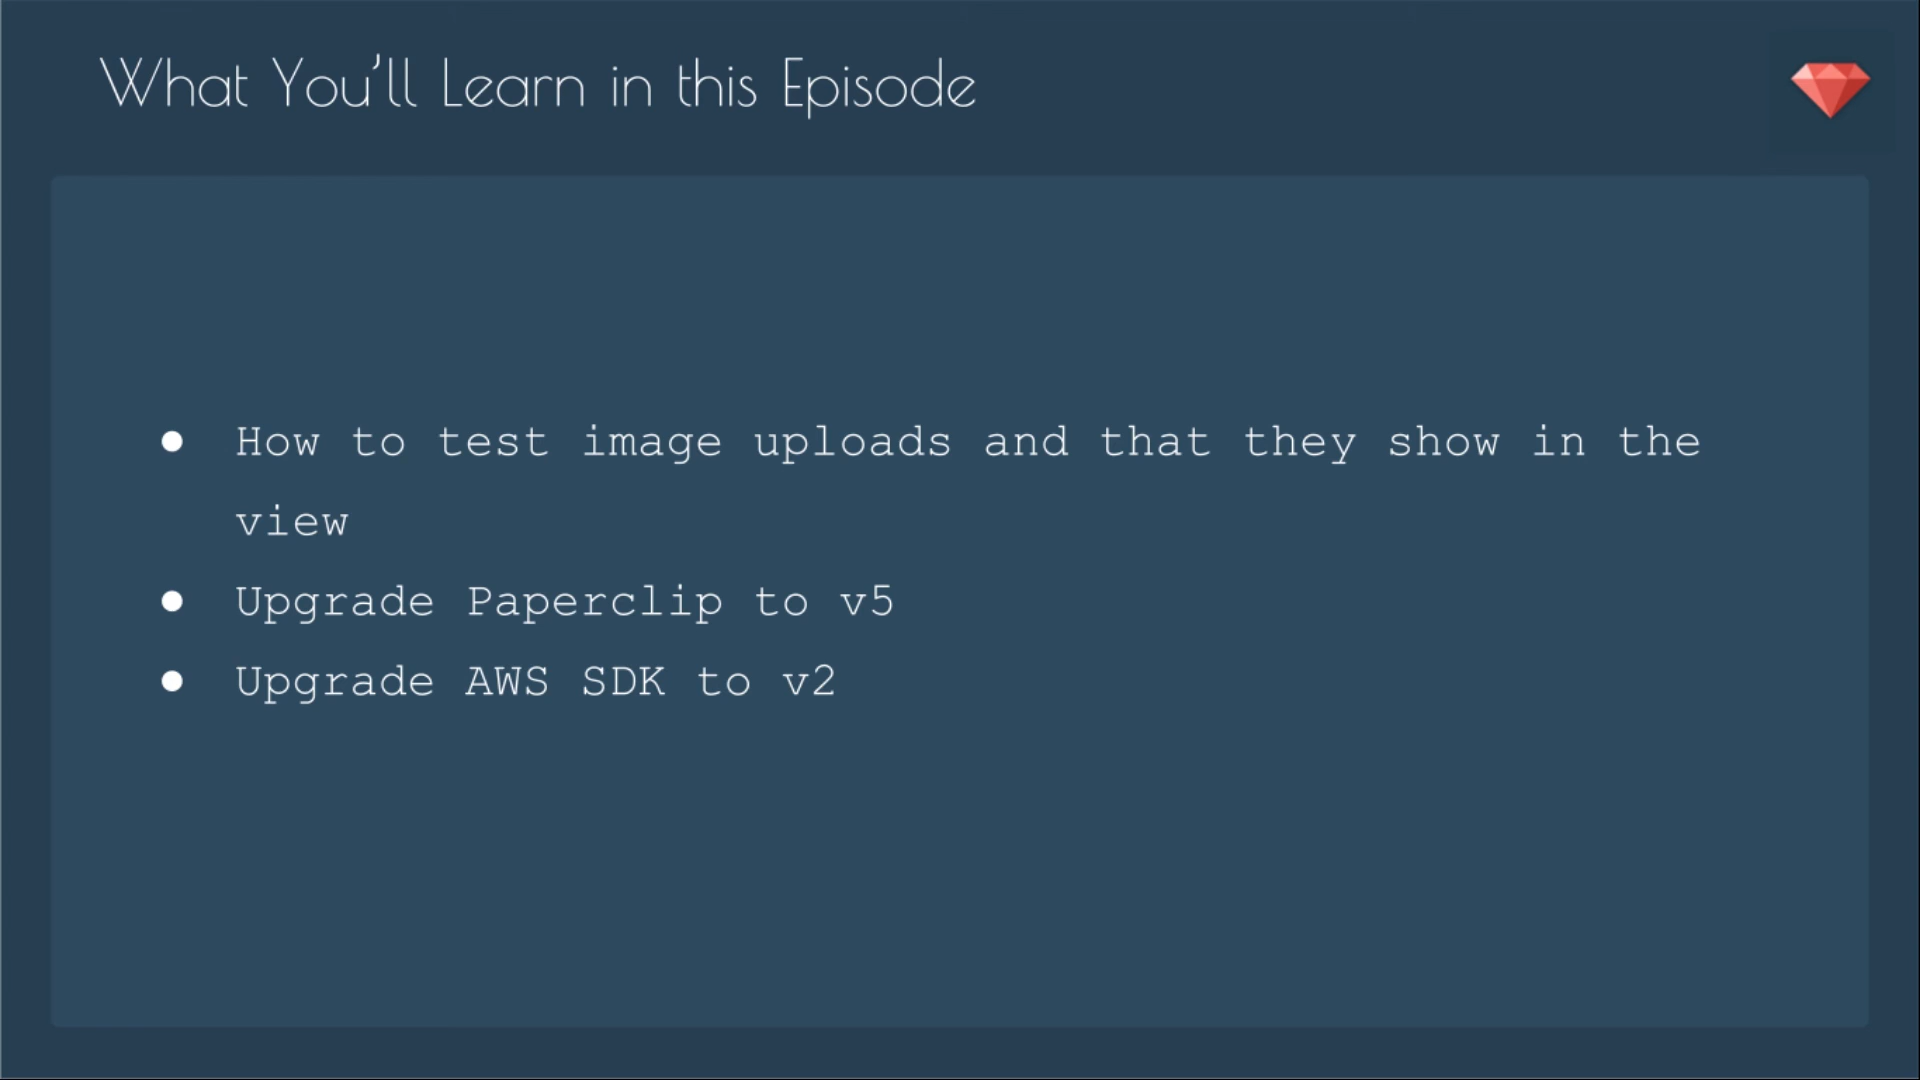 What You'll Learn in this Episode
● How to test image uploads and that they show in the
view
● Upgrade Paperclip to v5
● Upgrade AWS SDK to v2